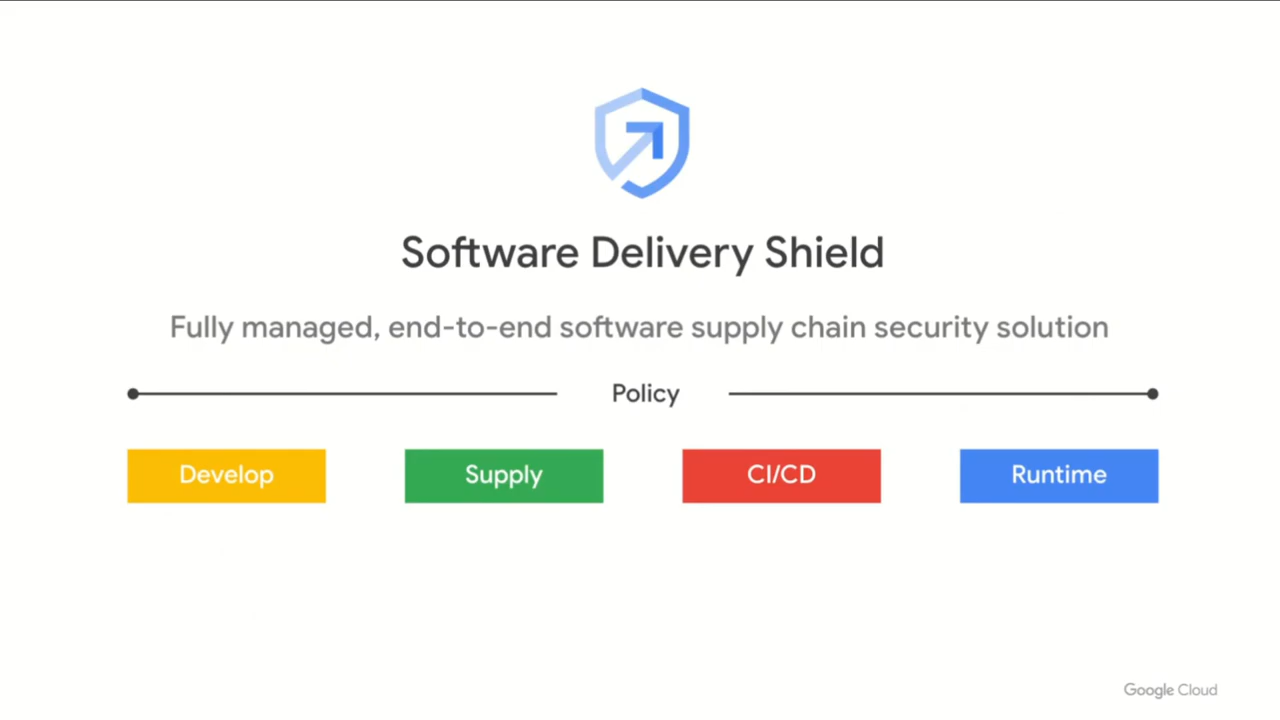 Software Delivery Shield
Fully managed, end-to-end software supply chain security solution
Policy
Develop
Supply
CI/CD
Runtime
Google Cloud